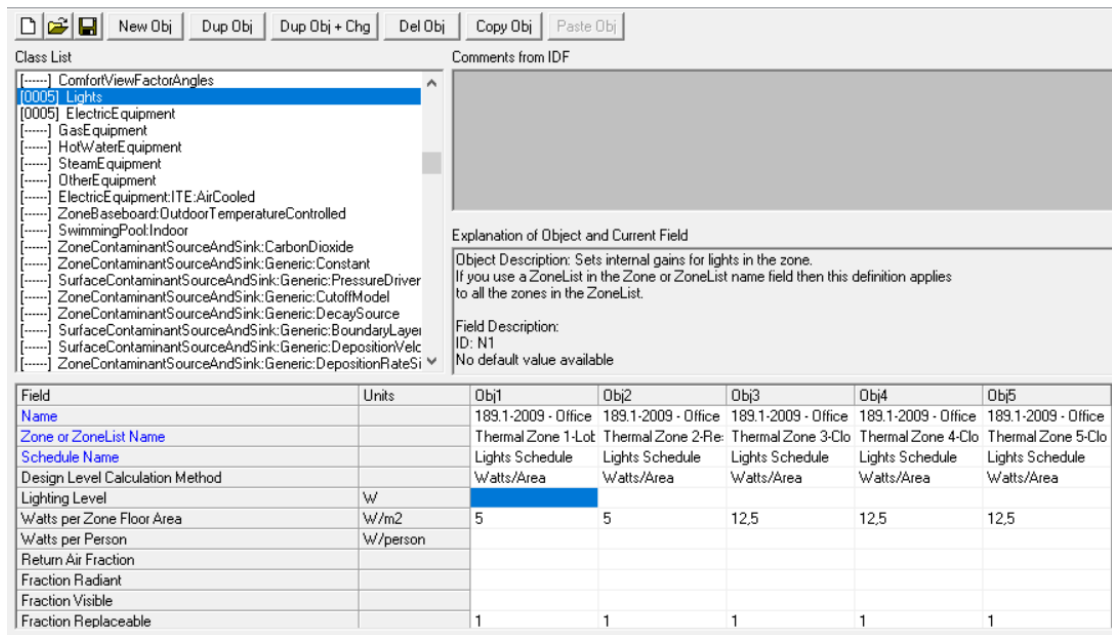 New Obj Dup Obj Dup Obj + Chg Del Obj Copy Obj Paste Obj
Class List
[------] ComfortViewFactorAngles
[0005] Lights
[0005] ElectricEquipment
[------] GasEquipment
[------] HotWaterEquipment
[------] SteamEquipment
[------] OtherEquipment
[------] ElectricEquipment:ITE:AirCooled
[------] ZoneBaseboard:OutdoorTemperatureControlled
[------] SwimmingPool:Indoor
[------] ZoneContaminantSourceAndSink:CarbonDioxide
[------] ZoneContaminantSourceAndSink:Generic:Constant
[------] SurfaceContaminantSourceAndSink:Generic:PressureDriver
[------] ZoneContaminantSourceAndSink:Generic:CutoffModel
[------] ZoneContaminantSourceAndSink:Generic:DecaySource
[------] SurfaceContaminantSourceAndSink:Generic:BoundaryLayer
[------] SurfaceContaminantSourceAndSink:Generic:DepositionVelc
[------] ZoneContaminantSourceAndSink:Generic:DepositionRateSi
Comments from IDF
Explanation of Object and Current Field
Object Description: Sets internal gains for lights in the zone.
If you use a ZoneList in the Zone or ZoneList name field then this definition applies
to all the zones in the ZoneList.
Field Description:
ID: N1
No default value available
Field Units Obj1 Obj2 Obj3 Obj4 Obj5
Name 189.1-2009 - Office 189.1-2009 - Office 189.1-2009 - Office 189.1-2009 - Office 189.1-2009 - Office
Zone or ZoneList Name Thermal Zone 1-Lob Thermal Zone 2-Re: Thermal Zone 3-Clo Thermal Zone 4-Clo Thermal Zone 5-Clo
Schedule Name Lights Schedule Lights Schedule Lights Schedule Lights Schedule Lights Schedule
Design Level Calculation Method Watts/Area Watts/Area Watts/Area Watts/Area Watts/Area
Lighting Level W
Watts per Zone Floor Area W/m2 5 5 12,5 12,5 12,5
Watts per Person W/person
Return Air Fraction
Fraction Radiant
Fraction Visible
Fraction Replaceable 1 1 1 1 1